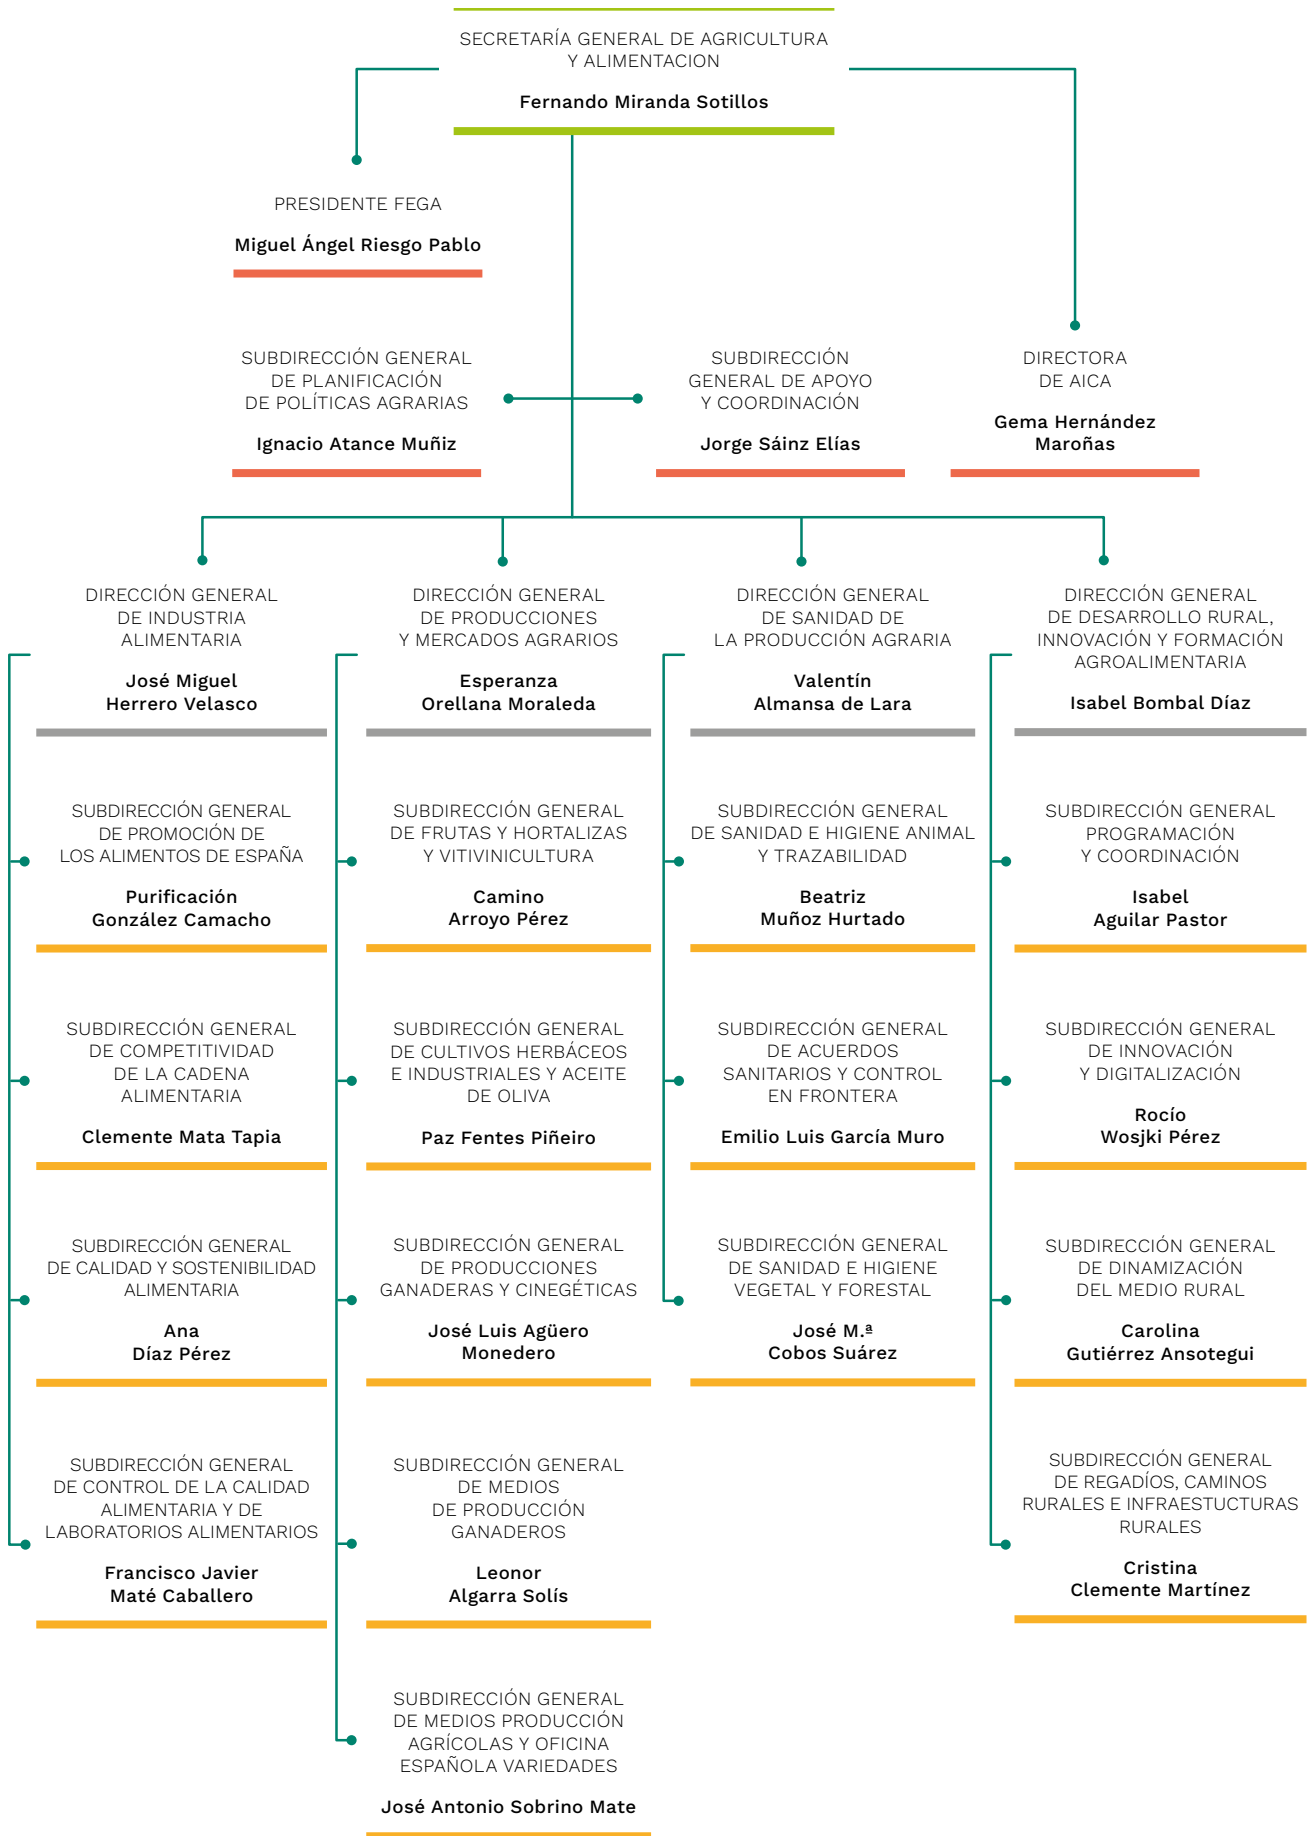 SECRETARÍA GENERAL DE AGRICULTURA
Y ALIMENTACION
Fernando Miranda Sotillos
PRESIDENTE FEGA
Miguel Ángel Riesgo Pablo
SUBDIRECCIÓN GENERAL
DE PLANIFICACIÓN
DE POLÍTICAS AGRARIAS
Ignacio Atance Muñiz
SUBDIRECCIÓN
GENERAL DE APOYO
Y COORDINACIÓN
Jorge Sáinz Elías
DIRECTORA
DE AICA
Gema Hernández
Maroñas
DIRECCIÓN GENERAL
DE INDUSTRIA
ALIMENTARIA
José Miguel
Herrero Velasco
DIRECCIÓN GENERAL
DE PRODUCCIONES
Y MERCADOS AGRARIOS
Esperanza
Orellana Moraleda
DIRECCIÓN GENERAL
DE SANIDAD DE
LA PRODUCCIÓN AGRARIA
Valentín
Almansa de Lara
DIRECCIÓN GENERAL
DE DESARROLLO RURAL,
INNOVACIÓN Y FORMACIÓN
AGROALIMENTARIA
Isabel Bombal Díaz
SUBDIRECCIÓN GENERAL
DE PROMOCIÓN DE
LOS ALIMENTOS DE ESPAÑA
Purificación
González Camacho
SUBDIRECCIÓN GENERAL
DE FRUTAS Y HORTALIZAS
Y VITIVINICULTURA
Camino
Arroyo Pérez
SUBDIRECCIÓN GENERAL
DE SANIDAD E HIGIENE ANIMAL
Y TRAZABILIDAD
Beatriz
Muñoz Hurtado
SUBDIRECCIÓN GENERAL
PROGRAMACIÓN
Y COORDINACIÓN
Isabel
Aguilar Pastor
SUBDIRECCIÓN GENERAL
DE COMPETITIVIDAD
DE LA CADENA
ALIMENTARIA
Clemente Mata Tapia
SUBDIRECCIÓN GENERAL
DE CULTIVOS HERBÁCEOS
E INDUSTRIALES Y ACEITE
DE OLIVA
Paz Fentes Piñeiro
SUBDIRECCIÓN GENERAL
DE ACUERDOS
SANITARIOS Y CONTROL
EN FRONTERA
Emilio Luis García Muro
SUBDIRECCIÓN GENERAL
DE INNOVACIÓN
Y DIGITALIZACIÓN
Rocío
Wosjki Pérez
SUBDIRECCIÓN GENERAL
DE CALIDAD Y SOSTENIBILIDAD
ALIMENTARIA
Ana
Díaz Pérez
SUBDIRECCIÓN GENERAL
DE PRODUCCIONES
GANADERAS Y CINEGÉTICAS
José Luis Agüero
Monedero
SUBDIRECCIÓN GENERAL
DE SANIDAD E HIGIENE
VEGETAL Y FORESTAL
José M.ª
Cobos Suárez
SUBDIRECCIÓN GENERAL
DE DINAMIZACIÓN
DEL MEDIO RURAL
Carolina
Gutiérrez Ansotegui
SUBDIRECCIÓN GENERAL
DE CONTROL DE LA CALIDAD
ALIMENTARIA Y DE
LABORATORIOS ALIMENTARIOS
Francisco Javier
Maté Caballero
SUBDIRECCIÓN GENERAL
DE MEDIOS
DE PRODUCCIÓN
GANADEROS
Leonor
Algarra Solís
SUBDIRECCIÓN GENERAL
DE REGADÍOS, CAMINOS
RURALES E INFRAESTUCTURAS
RURALES
Cristina
Clemente Martínez
SUBDIRECCIÓN GENERAL
DE MEDIOS PRODUCCIÓN
AGRÍCOLAS Y OFICINA
ESPAÑOLA VARIEDADES
José Antonio Sobrino Mate